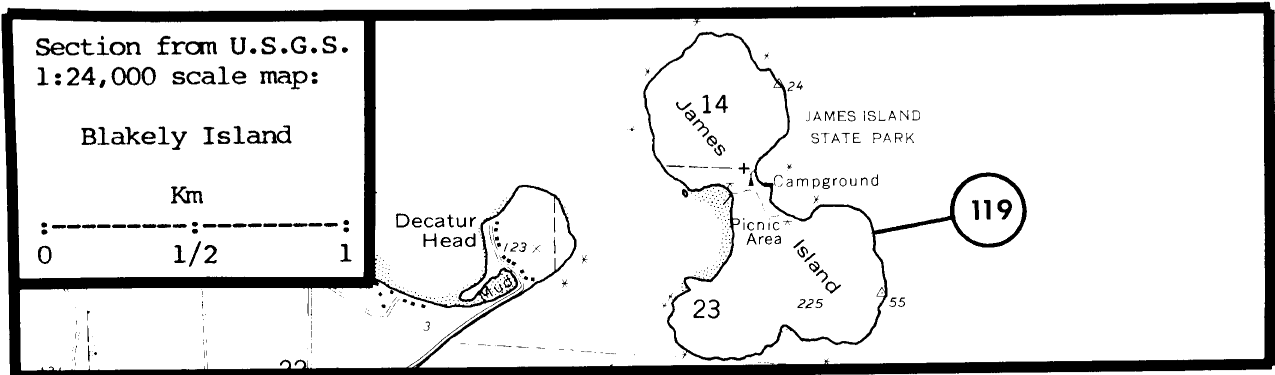 Section from U.S.G.S.
1:24,000 scale map:
Blakely Island
Km
0 1/2 1
14
James
24
JAMES ISLAND
STATE PARK
Campground
119
Decatur
Head
Picnic
Area
123
Island
Mud
225
55
23
3